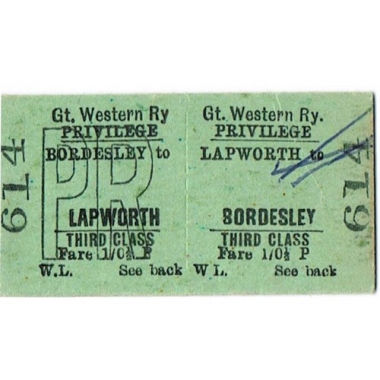 614
Gt. Western Ry
PRIVILEGE
BORDESLEY to
PR
LAPWORTH
THIRD CLASS
Fare 1/0½ P
W.L. See back
Gt. Western Ry.
PRIVILEGE
LAPWORTH to
BORDESLEY
THIRD CLASS
Fare 1/0½ P
W L. See back
614